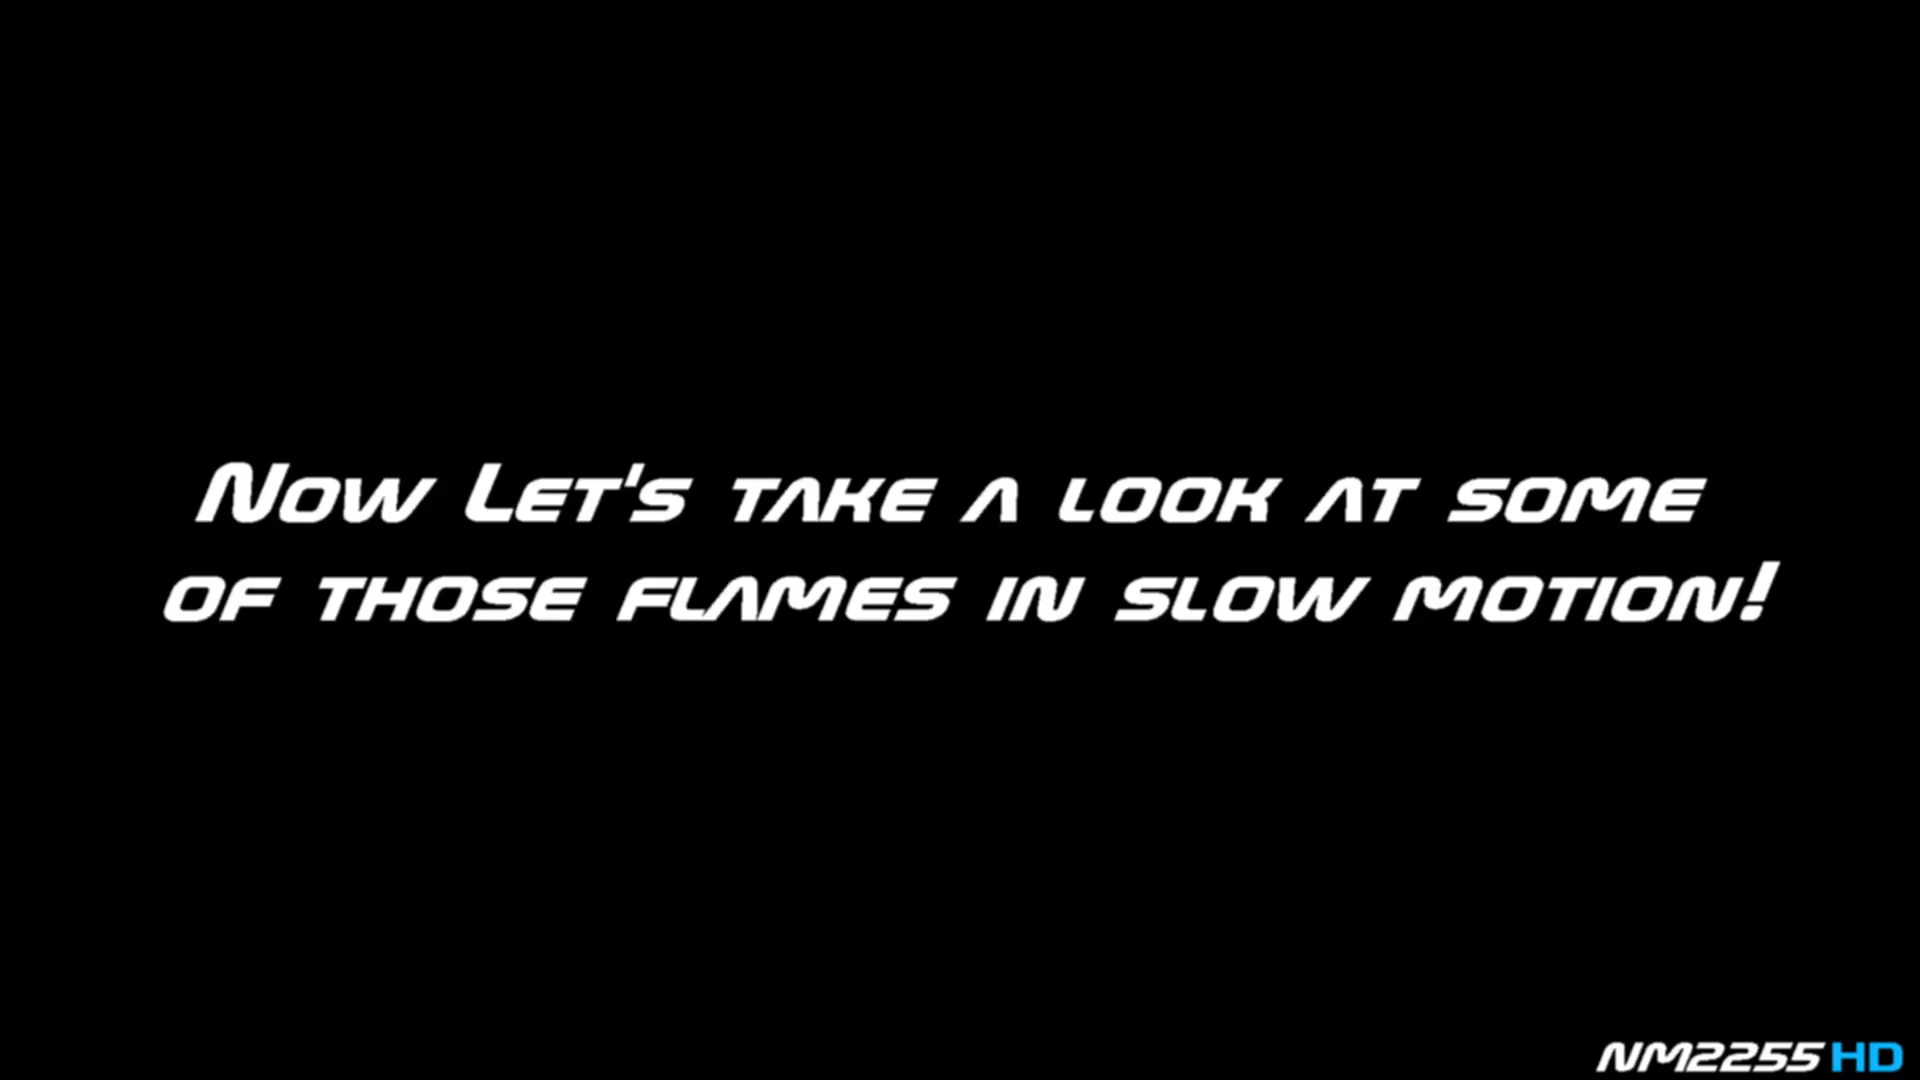 Now Let's take a look at some
of those flames in slow motion!
NM2255 HD